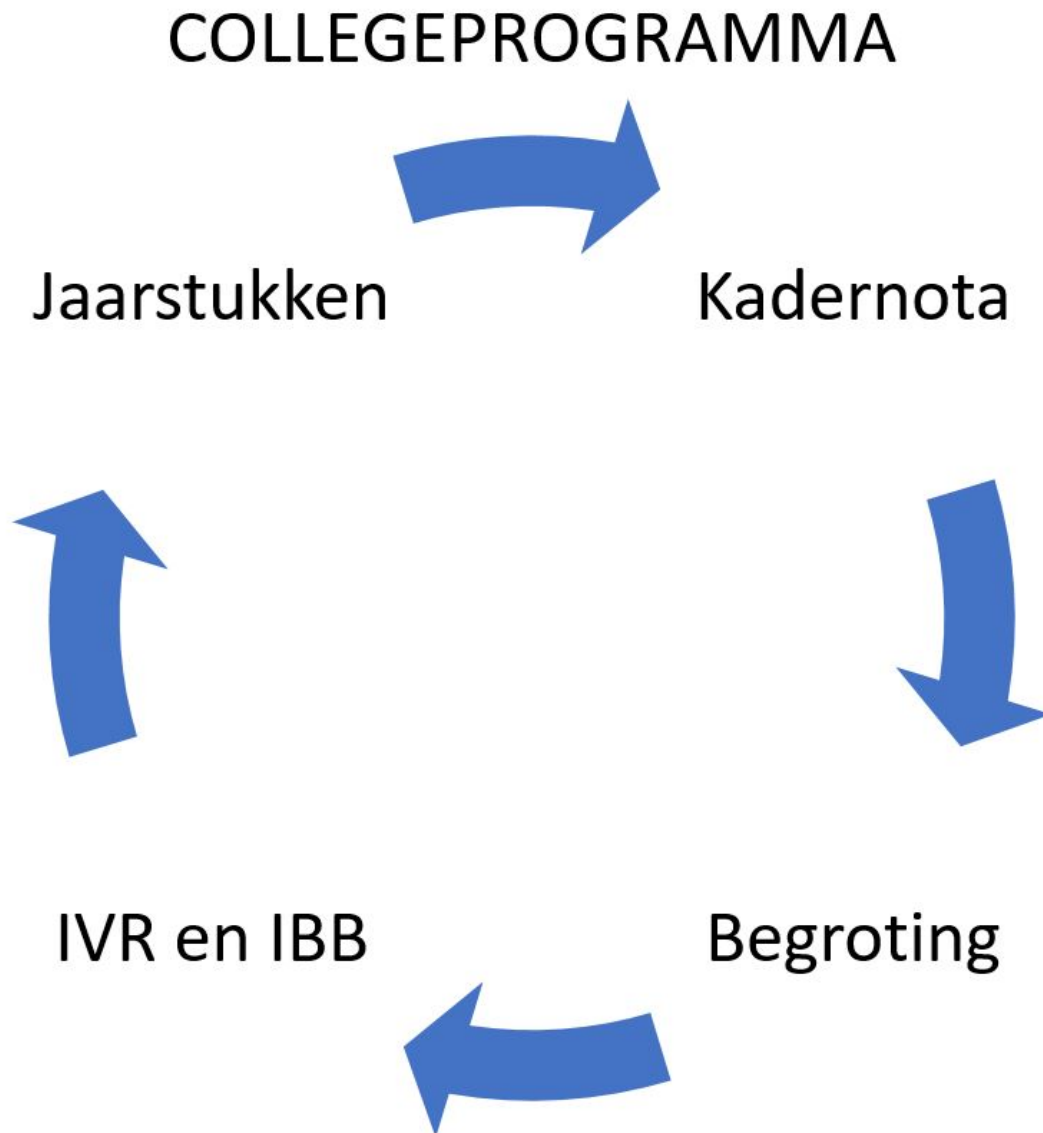 COLLEGEPROGRAMMA
Jaarstukken
Kadernota
IVR en IBB
Begroting